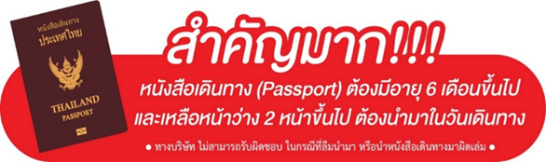 หนังสือเดินทาง
ประเทศไทย
THAILAND
PASSPORT
สำคัญมาก!!!
หนังสือเดินทาง (Passport) ต้องมีอายุ 6 เดือนขึ้นไป
และเหลือหน้าว่าง 2 หน้าขึ้นไป ต้องนำมาในวันเดินทาง
• ทางบริษัท ไม่สามารถรับผิดชอบ ในกรณีที่ลืมนำมา หรือนำหนังสือเดินทางมาผิดเล่ม •